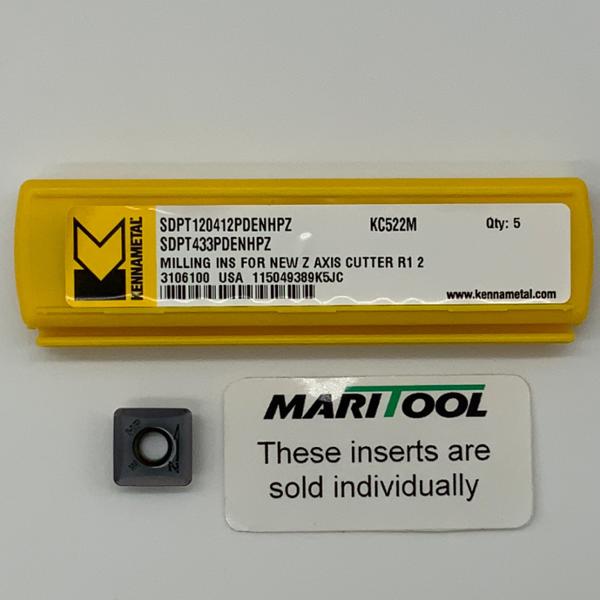 KENNAMETAL
SDPT120412PDENHPZ KC522M Qty: 5
SDPT433PDENHPZ
MILLING INS FOR NEW Z AXIS CUTTER R1 2
3106100 USA 115049389K5JC
www.kennametal.com
MARITOOL
These inserts are
sold individually